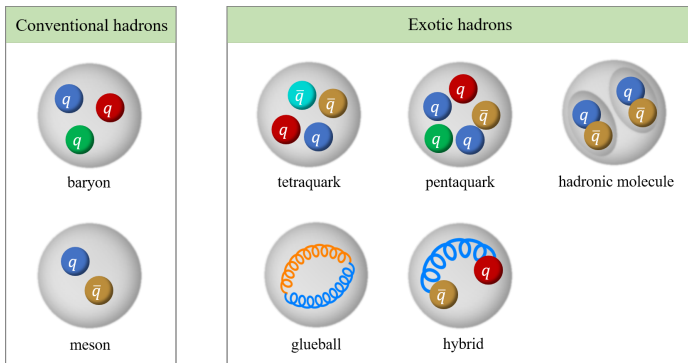 Conventional hadrons
Exotic hadrons
q q q
baryon
q̅ q̅ q q
tetraquark
q q q̅ q q
pentaquark
q q̅ q q̅
hadronic molecule
q q̅
meson
glueball
q q̅
hybrid